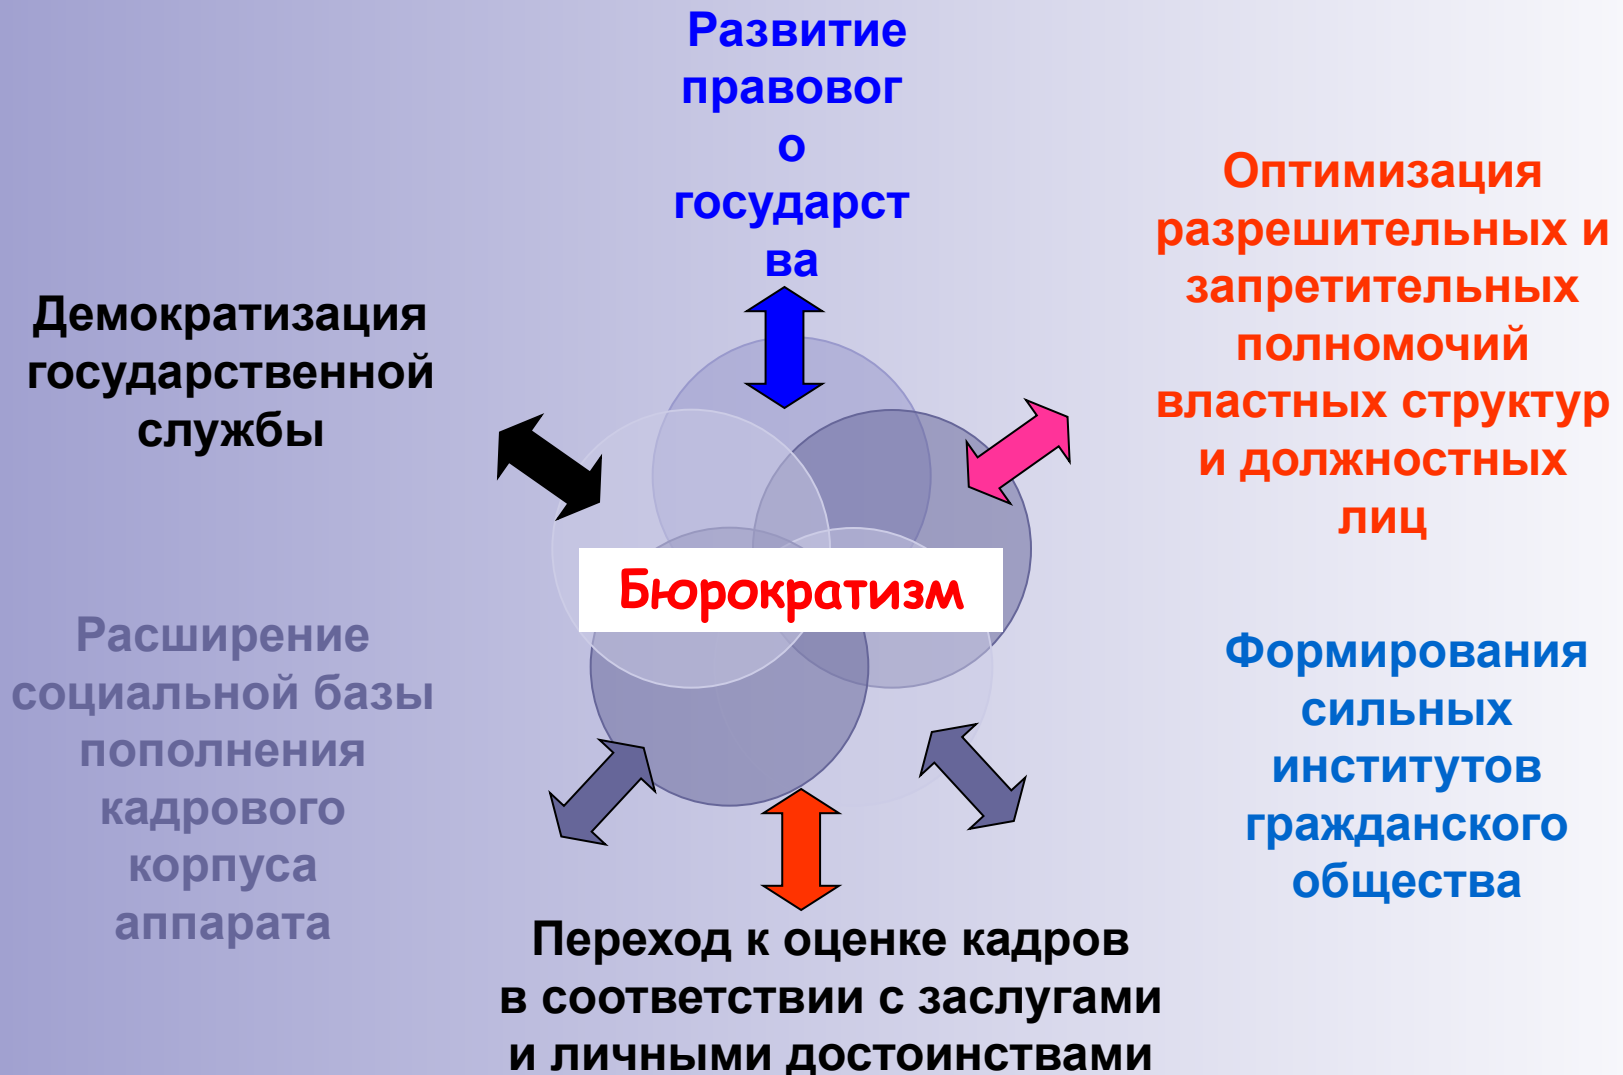 Развитие
правовог
о
государст
ва
Оптимизация
разрешительных и
запретительных
полномочий
властных структур
и должностных
лиц
Демократизация
государственной
службы
Бюрократизм
Расширение
социальной базы
пополнения
кадрового
корпуса
аппарата
Формирования
сильных
институтов
гражданского
общества
Переход к оценке кадров
в соответствии с заслугами
и личными достоинствами